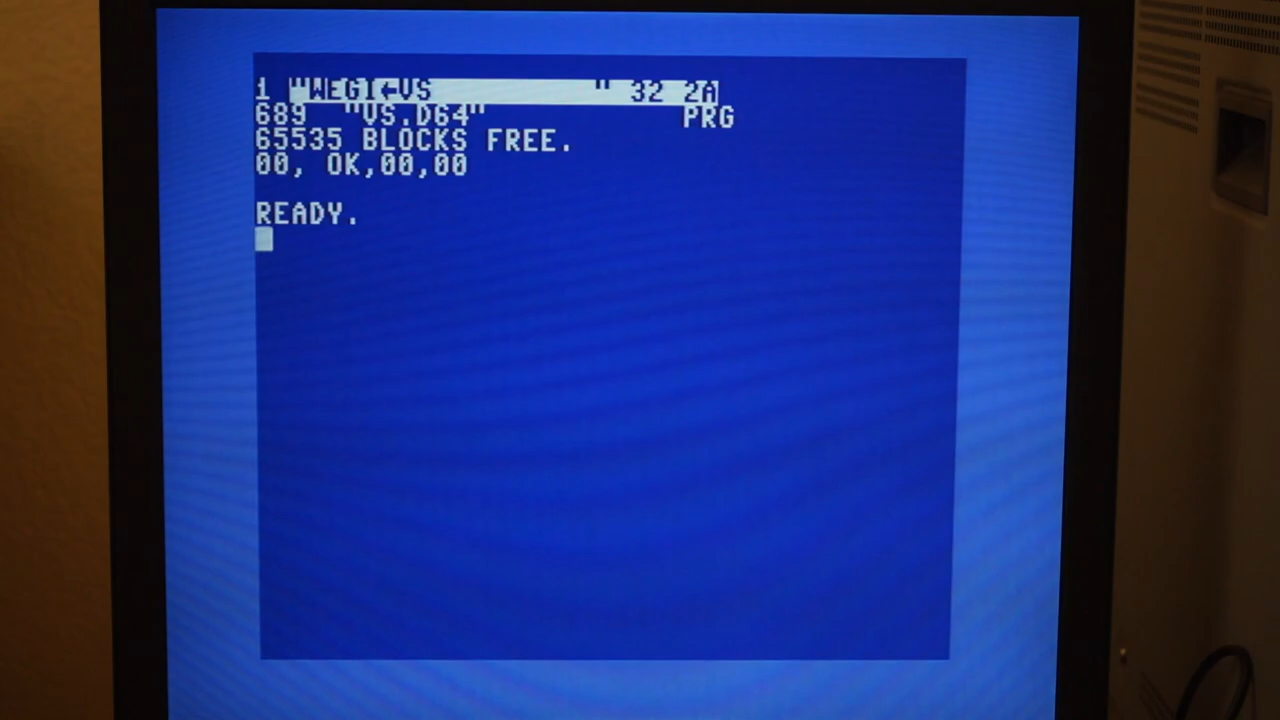 1 "WEGI←VS " 32 2A
689 "VS.D64" PRG
65535 BLOCKS FREE.
00, OK,00,00
READY.